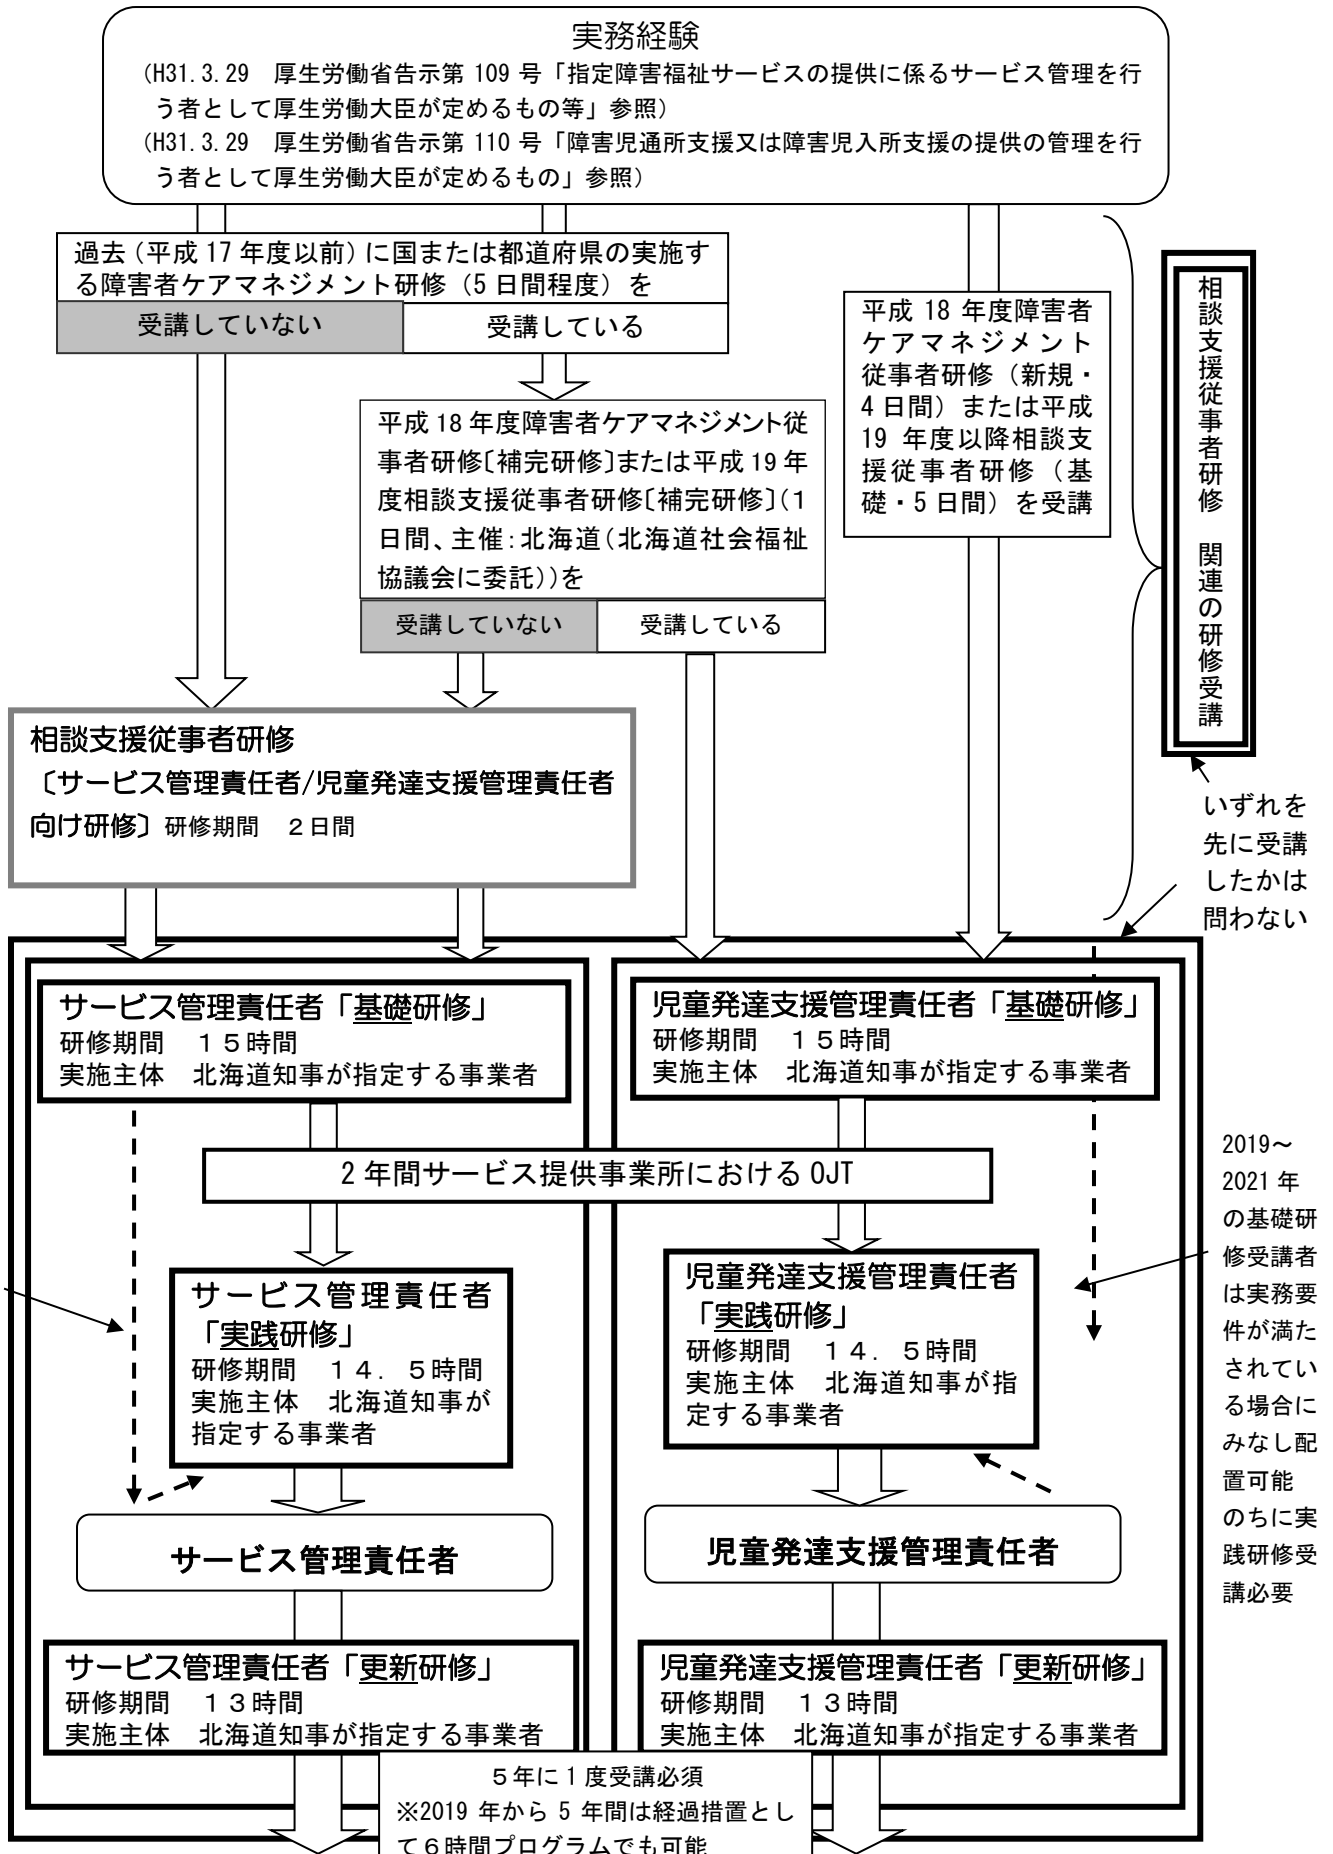 実務経験
（H31.3.29　厚生労働省告示第 109 号「指定障害福祉サービスの提供に係るサービス管理を行
う者として厚生労働大臣が定めるもの等」参照）
（H31.3.29　厚生労働省告示第 110 号「障害児通所支援又は障害児入所支援の提供の管理を行
う者として厚生労働大臣が定めるもの」参照）
過去（平成 17 年度以前）に国または都道府県の実施す
る障害者ケアマネジメント研修（5 日間程度）を
受講していない
受講している
平成 18 年度障害者ケアマネジメント従
事者研修〔補完研修〕または平成 19 年
度相談支援従事者研修〔補完研修〕（1
日間、主催：北海道（北海道社会福祉
協議会に委託））を
受講していない
受講している
平成 18 年度障害者
ケアマネジメント
従事者研修（新規・
4 日間）または平成
19 年度以降相談支
援従事者研修（基
礎・5 日間）を受講
相談支援従事者研修　関連の研修受講
いずれを
先に受講
したかは
問わない
相談支援従事者研修
〔サービス管理責任者/児童発達支援管理責任者
向け研修〕研修期間　２日間
サービス管理責任者「基礎研修」
研修期間　１５時間
実施主体　北海道知事が指定する事業者
児童発達支援管理責任者「基礎研修」
研修期間　１５時間
実施主体　北海道知事が指定する事業者
2 年間サービス提供事業所における OJT
サービス管理責任者
「実践研修」
研修期間　１４．５時間
実施主体　北海道知事が
指定する事業者
児童発達支援管理責任者
「実践研修」
研修期間　１４．５時間
実施主体　北海道知事が指
定する事業者
2019～
2021 年
の基礎研
修受講者
は実務要
件が満た
されてい
る場合に
みなし配
置可能
のちに実
践研修受
講必要
サービス管理責任者
児童発達支援管理責任者
サービス管理責任者「更新研修」
研修期間　１３時間
実施主体　北海道知事が指定する事業者
児童発達支援管理責任者「更新研修」
研修期間　１３時間
実施主体　北海道知事が指定する事業者
５年に１度受講必須
※2019 年から 5 年間は経過措置とし
て６時間プログラムでも可能